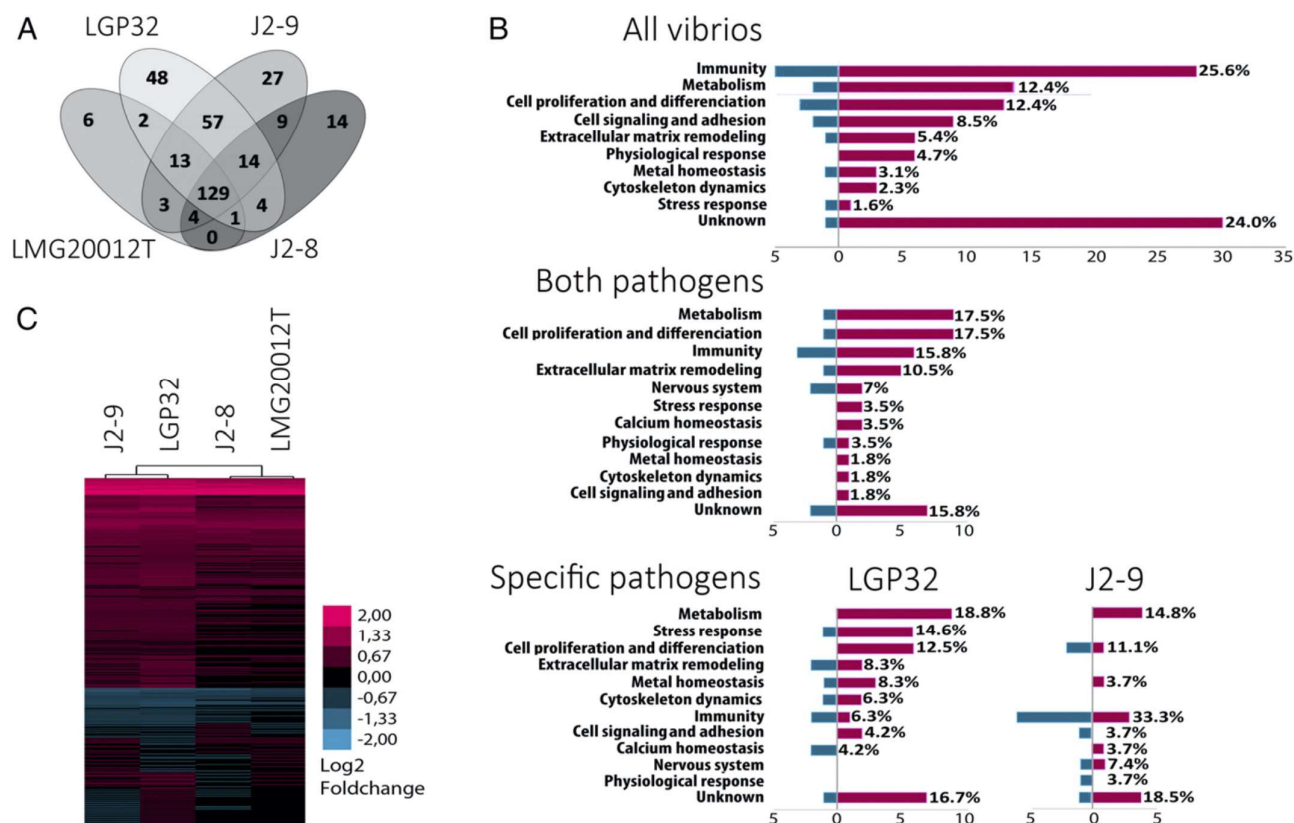 A
LGP32
J2-9
48
27
6
2
57
9
14
13
14
129
3
4
1
4
0
LMG20012T
J2-8
B
All vibrios
Immunity 25.6%
Metabolism 12.4%
Cell proliferation and differenciation 12.4%
Cell signaling and adhesion 8.5%
Extracellular matrix remodeling 5.4%
Physiological response 4.7%
Metal homeostasis 3.1%
Cytoskeleton dynamics 2.3%
Stress response 1.6%
Unknown 24.0%
5 0 5 10 15 20 25 30 35
Both pathogens
Metabolism 17.5%
Cell proliferation and differenciation 17.5%
Immunity 15.8%
Extracellular matrix remodeling 10.5%
Nervous system 7%
Stress response 3.5%
Calcium homeostasis 3.5%
Physiological response 3.5%
Metal homeostasis 1.8%
Cytoskeleton dynamics 1.8%
Cell signaling and adhesion 1.8%
Unknown 15.8%
5 0 5 10
C
J2-9
LGP32
J2-8
LMG20012T
2,00
1,33
0,67
0,00
-0,67
-1,33
-2,00
Log2
Foldchange
Specific pathogens LGP32 J2-9
Metabolism 18.8% 14.8%
Stress response 14.6%
Cell proliferation and differenciation 12.5% 11.1%
Extracellular matrix remodeling 8.3%
Metal homeostasis 8.3% 3.7%
Cytoskeleton dynamics 6.3%
Immunity 6.3% 33.3%
Cell signaling and adhesion 4.2% 3.7%
Calcium homeostasis 4.2% 3.7%
Nervous system 7.4%
Physiological response 3.7%
Unknown 16.7% 18.5%
5 0 5 10 5 0 5